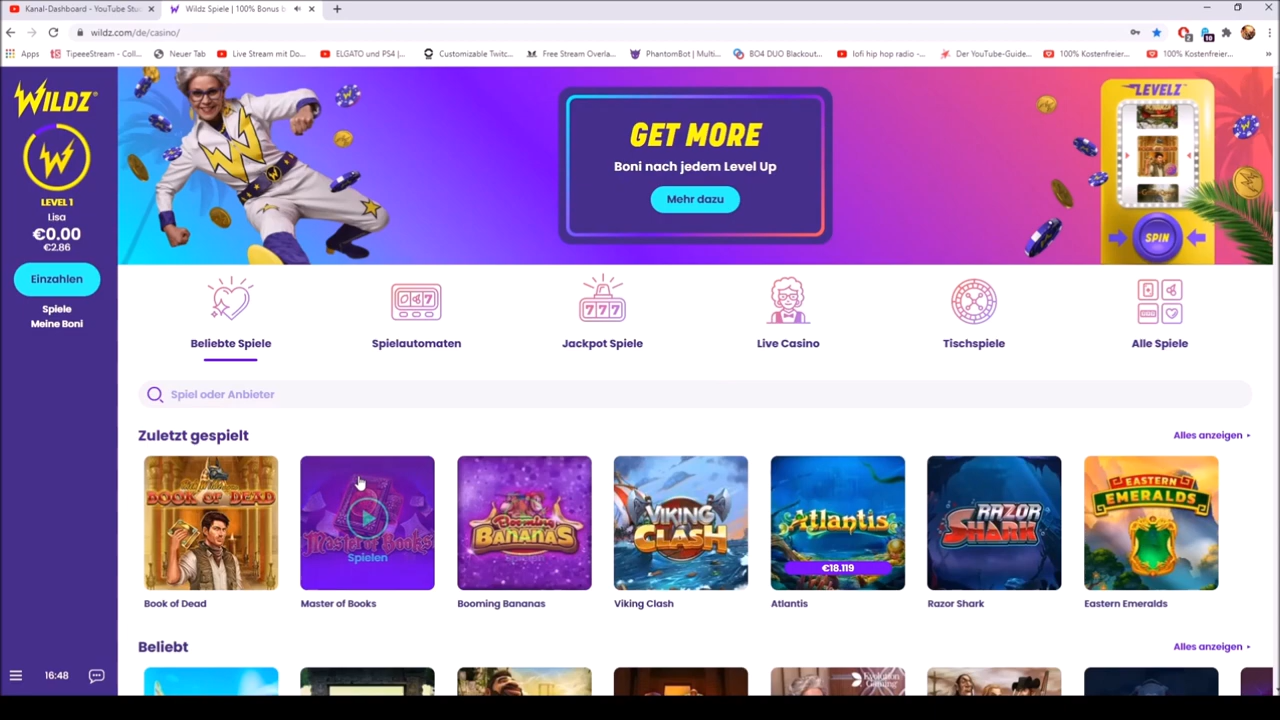 Kanal-Dashboard - YouTube Stu
Wildz Spiele | 100% Bonus b
wildz.com/de/casino/
Apps
TipeeeStream - Coll...
Neuer Tab
Live Stream mit Do...
ELGATO und PS4 |...
Customizable Twitc...
Free Stream Overla...
PhantomBot | Multi...
BO4 DUO Blackout...
lofi hip hop radio -...
Der YouTube-Guide...
100% Kostenfreier...
100% Kostenfreier...
WILDZ
LEVEL 1
Lisa
€0.00
€2.86
Einzahlen
Spiele
Meine Boni
16:48
GET MORE
Boni nach jedem Level Up
Mehr dazu
LEVELZ
SPIN
Beliebte Spiele
Spielautomaten
Jackpot Spiele
Live Casino
Tischspiele
Alle Spiele
Spiel oder Anbieter
Zuletzt gespielt
Alles anzeigen
BOOK OF DEAD
Master of Books
Spielen
Booming
BANANAS
VIKING
CLASH
Atlantis
€18.119
RAZOR
SHARK
EASTERN
EMERALDS
Book of Dead
Master of Books
Booming Bananas
Viking Clash
Atlantis
Razor Shark
Eastern Emeralds
Beliebt
Alles anzeigen
Evolution
Gaming